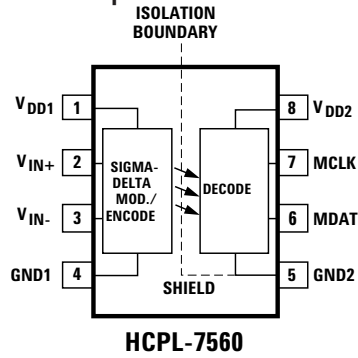 ISOLATION
BOUNDARY
VDD1 1
8 VDD2
VIN+ 2
SIGMA-
DELTA
MOD./
ENCODE
DECODE
7 MCLK
VIN- 3
6 MDAT
GND1 4
5 GND2
SHIELD
HCPL-7560